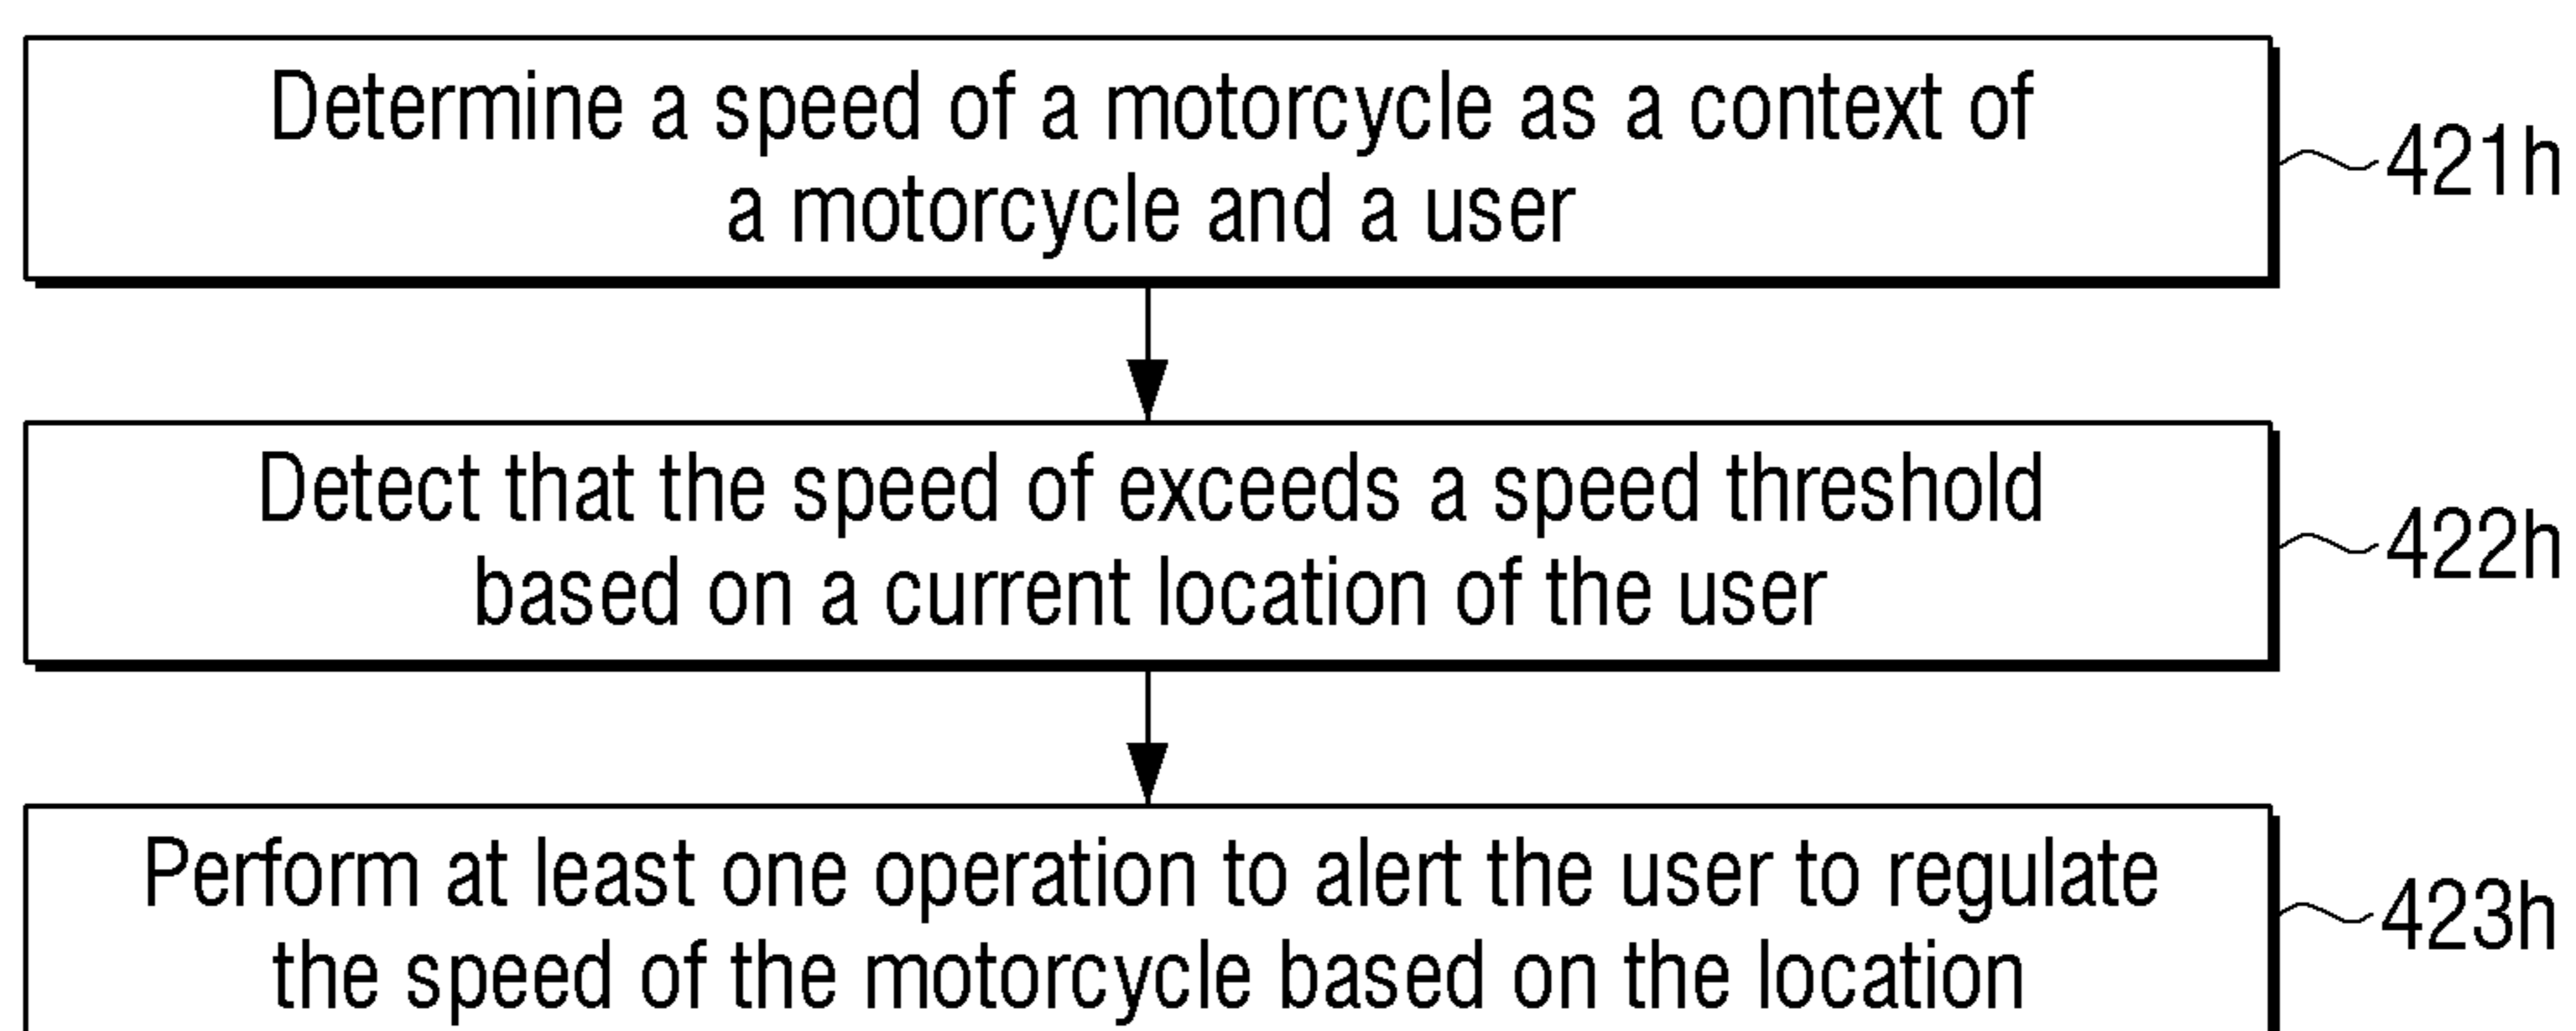 Determine a speed of a motorcycle as a context of
a motorcycle and a user
421h
Detect that the speed of exceeds a speed threshold
based on a current location of the user
422h
Perform at least one operation to alert the user to regulate
the speed of the motorcycle based on the location
423h